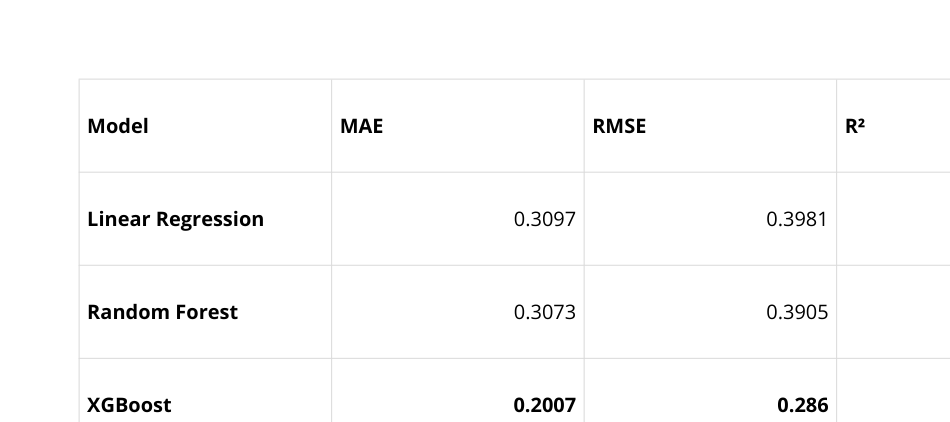 Model MAE RMSE R²
Linear Regression 0.3097 0.3981
Random Forest 0.3073 0.3905
XGBoost 0.2007 0.286